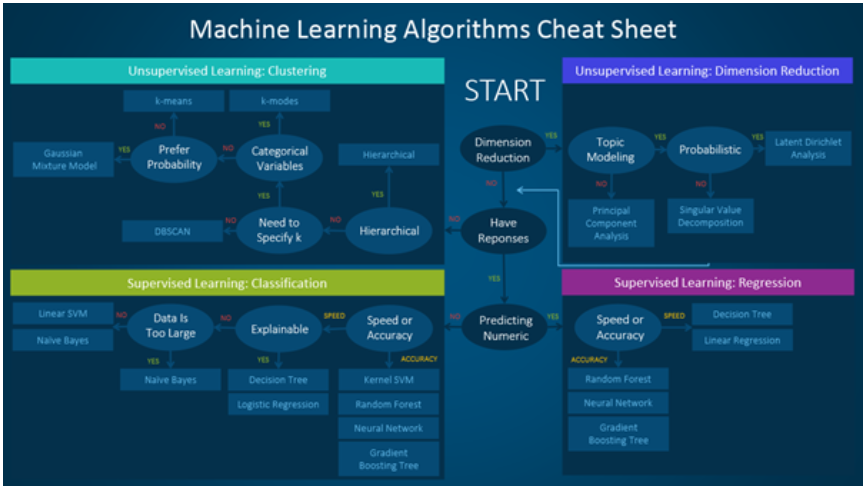 Machine Learning Algorithms Cheat Sheet
Unsupervised Learning: Clustering
START
Unsupervised Learning: Dimension Reduction
k-means
k-modes
NO
YES
Gaussian
Mixture Model
YES
Prefer
Probability
NO
Categorical
Variables
Hierarchical
YES
YES
DBSCAN
NO
Need to
Specify k
NO
Hierarchical
NO
Dimension
Reduction
YES
NO
Have
Reponses
YES
Topic
Modeling
YES
Probabilistic
YES
Latent Dirichlet
Analysis
NO
NO
Principal
Component
Analysis
Singular Value
Decomposition
Supervised Learning: Classification
Linear SVM
Naïve Bayes
NO
Data Is
Too Large
NO
Explainable
SPEED
Speed or
Accuracy
NO
Predicting
Numeric
YES
YES
YES
ACCURACY
Naïve Bayes
Decision Tree
Logistic Regression
Kernel SVM
Random Forest
Neural Network
Gradient
Boosting Tree
Supervised Learning: Regression
Speed or
Accuracy
SPEED
Decision Tree
Linear Regression
ACCURACY
Random Forest
Neural Network
Gradient
Boosting Tree